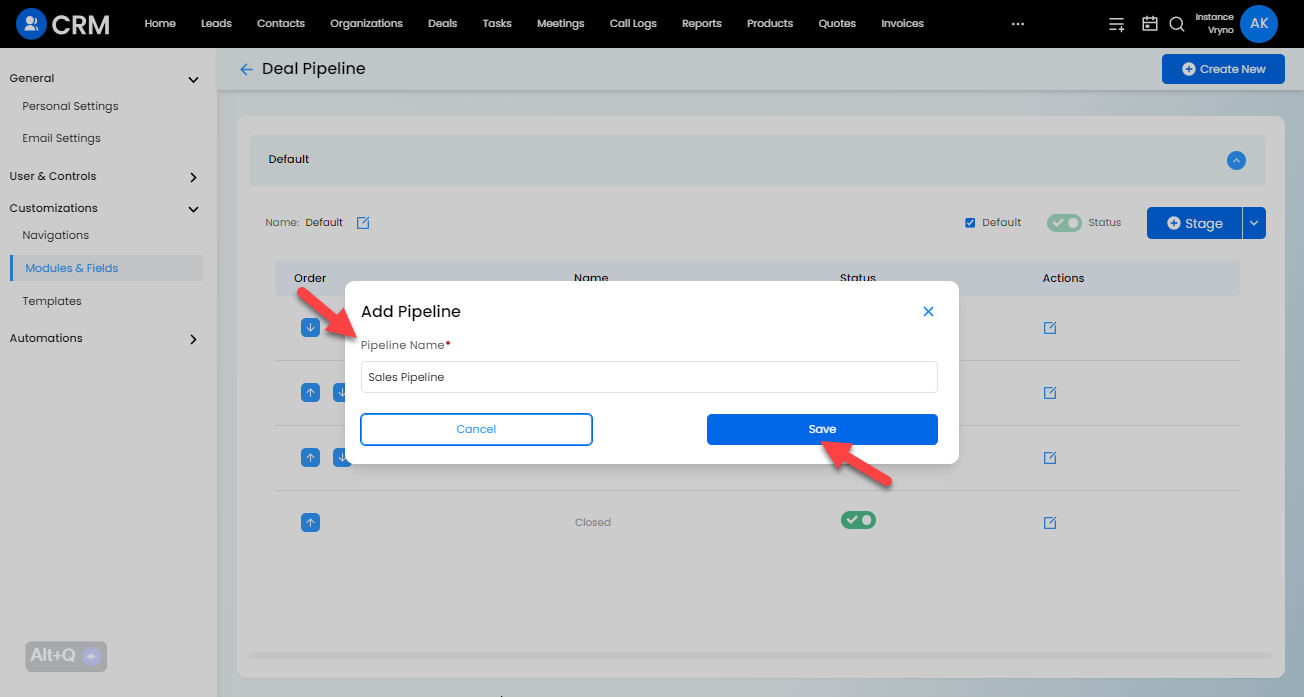 CRM
Home Leads Contacts Organizations Deals Tasks Meetings Call Logs Reports Products Quotes Invoices ...
Instance
Vryno
AK
General
Personal Settings
Email Settings
User & Controls
Customizations
Navigations
Modules & Fields
Templates
Automations
Alt+Q
Deal Pipeline
Create New
Default
Name: Default
Default
Status
Stage
Order Name Status Actions
Add Pipeline
Pipeline Name*
Sales Pipeline
Cancel
Save
Closed